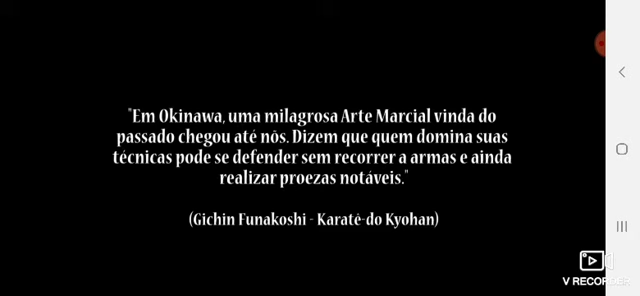 "Em Okinawa, uma milagrosa Arte Marcial vinda do
passado chegou até nós. Dizem que quem domina suas
técnicas pode se defender sem recorrer a armas e ainda
realizar proezas notáveis."
(Gichin Funakoshi - Karatê-do Kyohan)
V RECORDER